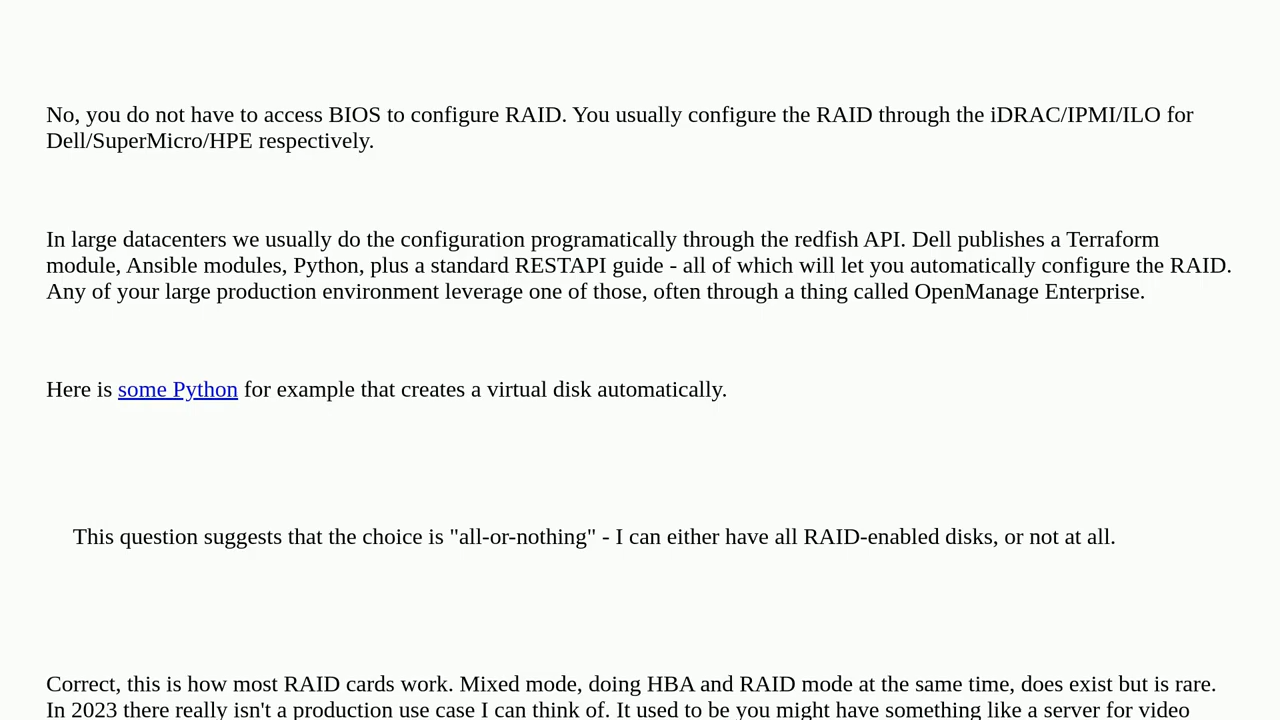 No, you do not have to access BIOS to configure RAID. You usually configure the RAID through the iDRAC/IPMI/ILO for
Dell/SuperMicro/HPE respectively.
In large datacenters we usually do the configuration programatically through the redfish API. Dell publishes a Terraform
module, Ansible modules, Python, plus a standard RESTAPI guide - all of which will let you automatically configure the RAID.
Any of your large production environment leverage one of those, often through a thing called OpenManage Enterprise.
Here is some Python for example that creates a virtual disk automatically.
This question suggests that the choice is "all-or-nothing" - I can either have all RAID-enabled disks, or not at all.
Correct, this is how most RAID cards work. Mixed mode, doing HBA and RAID mode at the same time, does exist but is rare.
In 2023 there really isn't a production use case I can think of. It used to be you might have something like a server for video